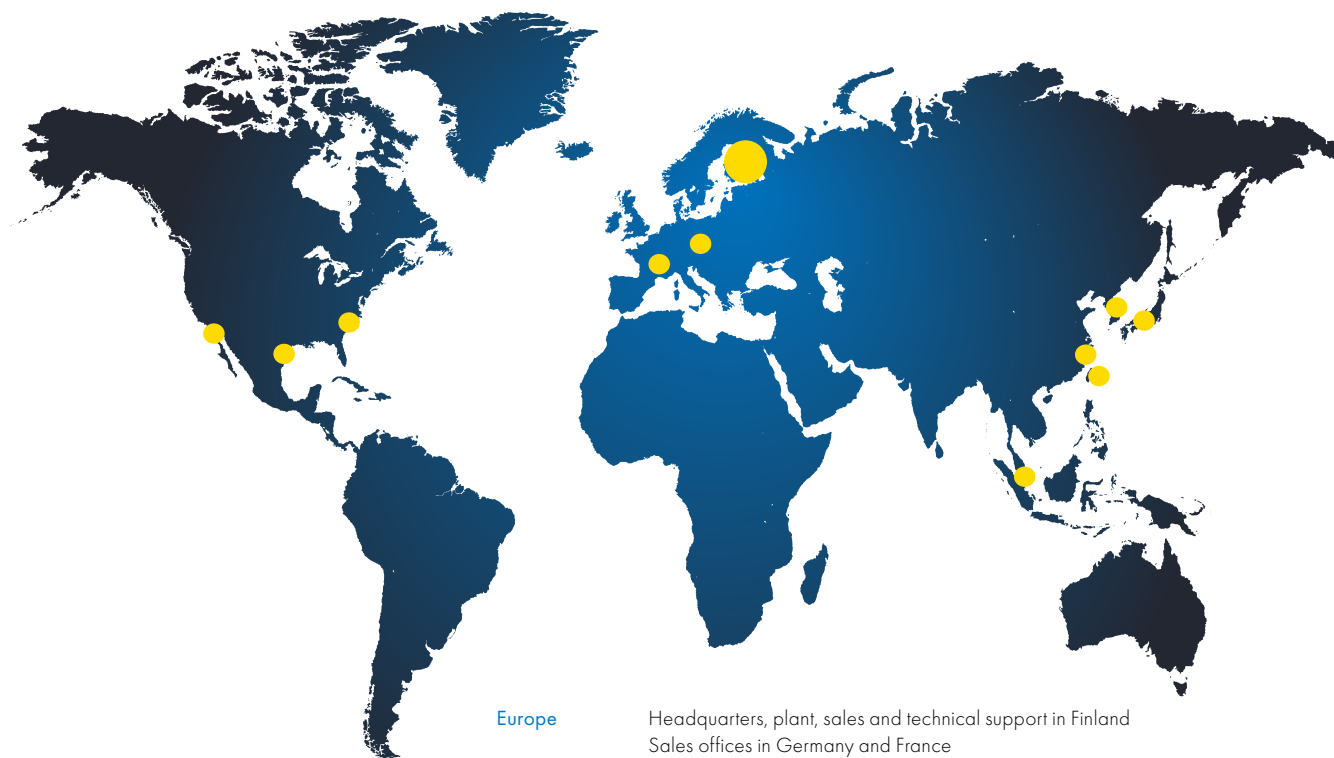 Europe
Headquarters, plant, sales and technical support in Finland
Sales offices in Germany and France